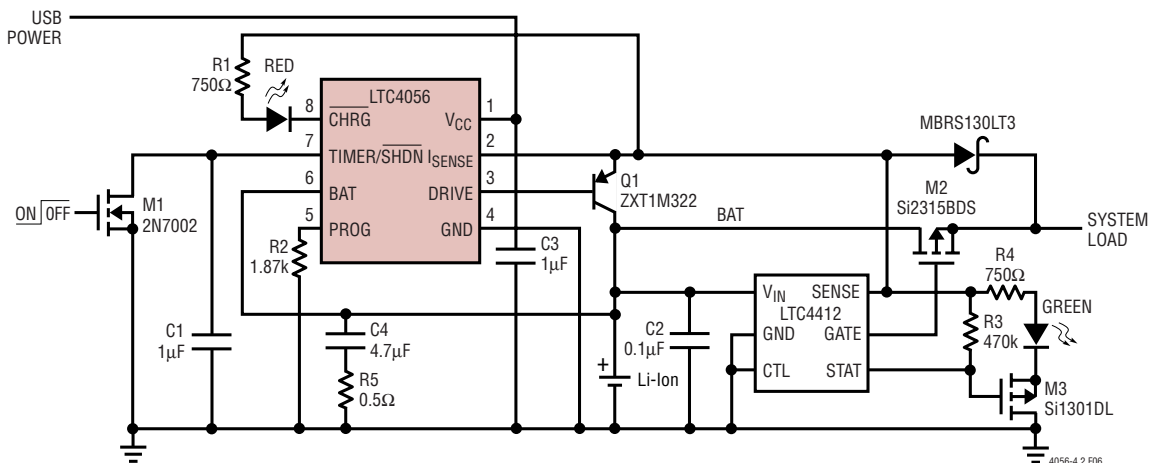 USB
POWER
R1
750Ω
RED
LTC4056
8
CHRG
1
VCC
7
TIMER/SHDN
ISENSE
2
6
BAT
DRIVE
3
5
PROG
GND
4
ON OFF
M1
2N7002
R2
1.87k
C3
1µF
C1
1µF
C4
4.7µF
R5
0.5Ω
Q1
ZXT1M322
BAT
MBRS130LT3
M2
Si2315BDS
SYSTEM
LOAD
+
Li-Ion
C2
0.1µF
VIN
SENSE
LTC4412
GND
GATE
CTL
STAT
R4
750Ω
GREEN
R3
470k
M3
Si1301DL
4056-4.2 F06